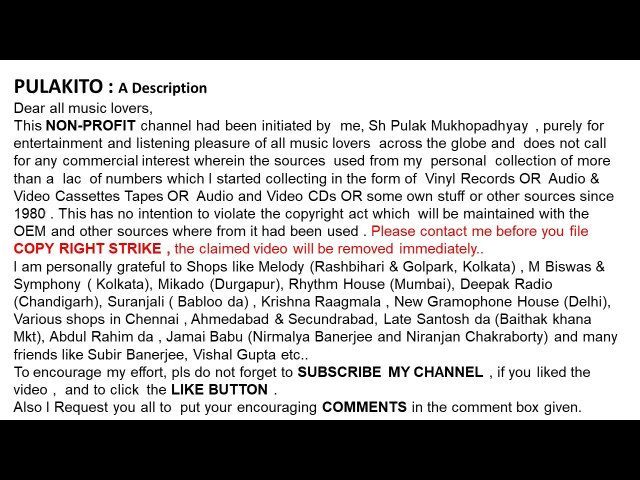 PULAKITO : A Description
Dear all music lovers,
This NON-PROFIT channel had been initiated by me, Sh Pulak Mukhopadhyay , purely for
entertainment and listening pleasure of all music lovers across the globe and does not call
for any commercial interest wherein the sources used from my personal collection of more
than a lac of numbers which I started collecting in the form of Vinyl Records OR Audio &
Video Cassettes Tapes OR Audio and Video CDs OR some own stuff or other sources since
1980 . This has no intention to violate the copyright act which will be maintained with the
OEM and other sources where from it had been used . Please contact me before you file
COPY RIGHT STRIKE , the claimed video will be removed immediately..
I am personally grateful to Shops like Melody (Rashbihari & Golpark, Kolkata) , M Biswas &
Symphony ( Kolkata), Mikado (Durgapur), Rhythm House (Mumbai), Deepak Radio
(Chandigarh), Suranjali ( Babloo da) , Krishna Raagmala , New Gramophone House (Delhi),
Various shops in Chennai , Ahmedabad & Secundrabad, Late Santosh da (Baithak khana
Mkt), Abdul Rahim da , Jamai Babu (Nirmalya Banerjee and Niranjan Chakraborty) and many
friends like Subir Banerjee, Vishal Gupta etc..
To encourage my effort, pls do not forget to SUBSCRIBE MY CHANNEL , if you liked the
video , and to click the LIKE BUTTON .
Also I Request you all to put your encouraging COMMENTS in the comment box given.